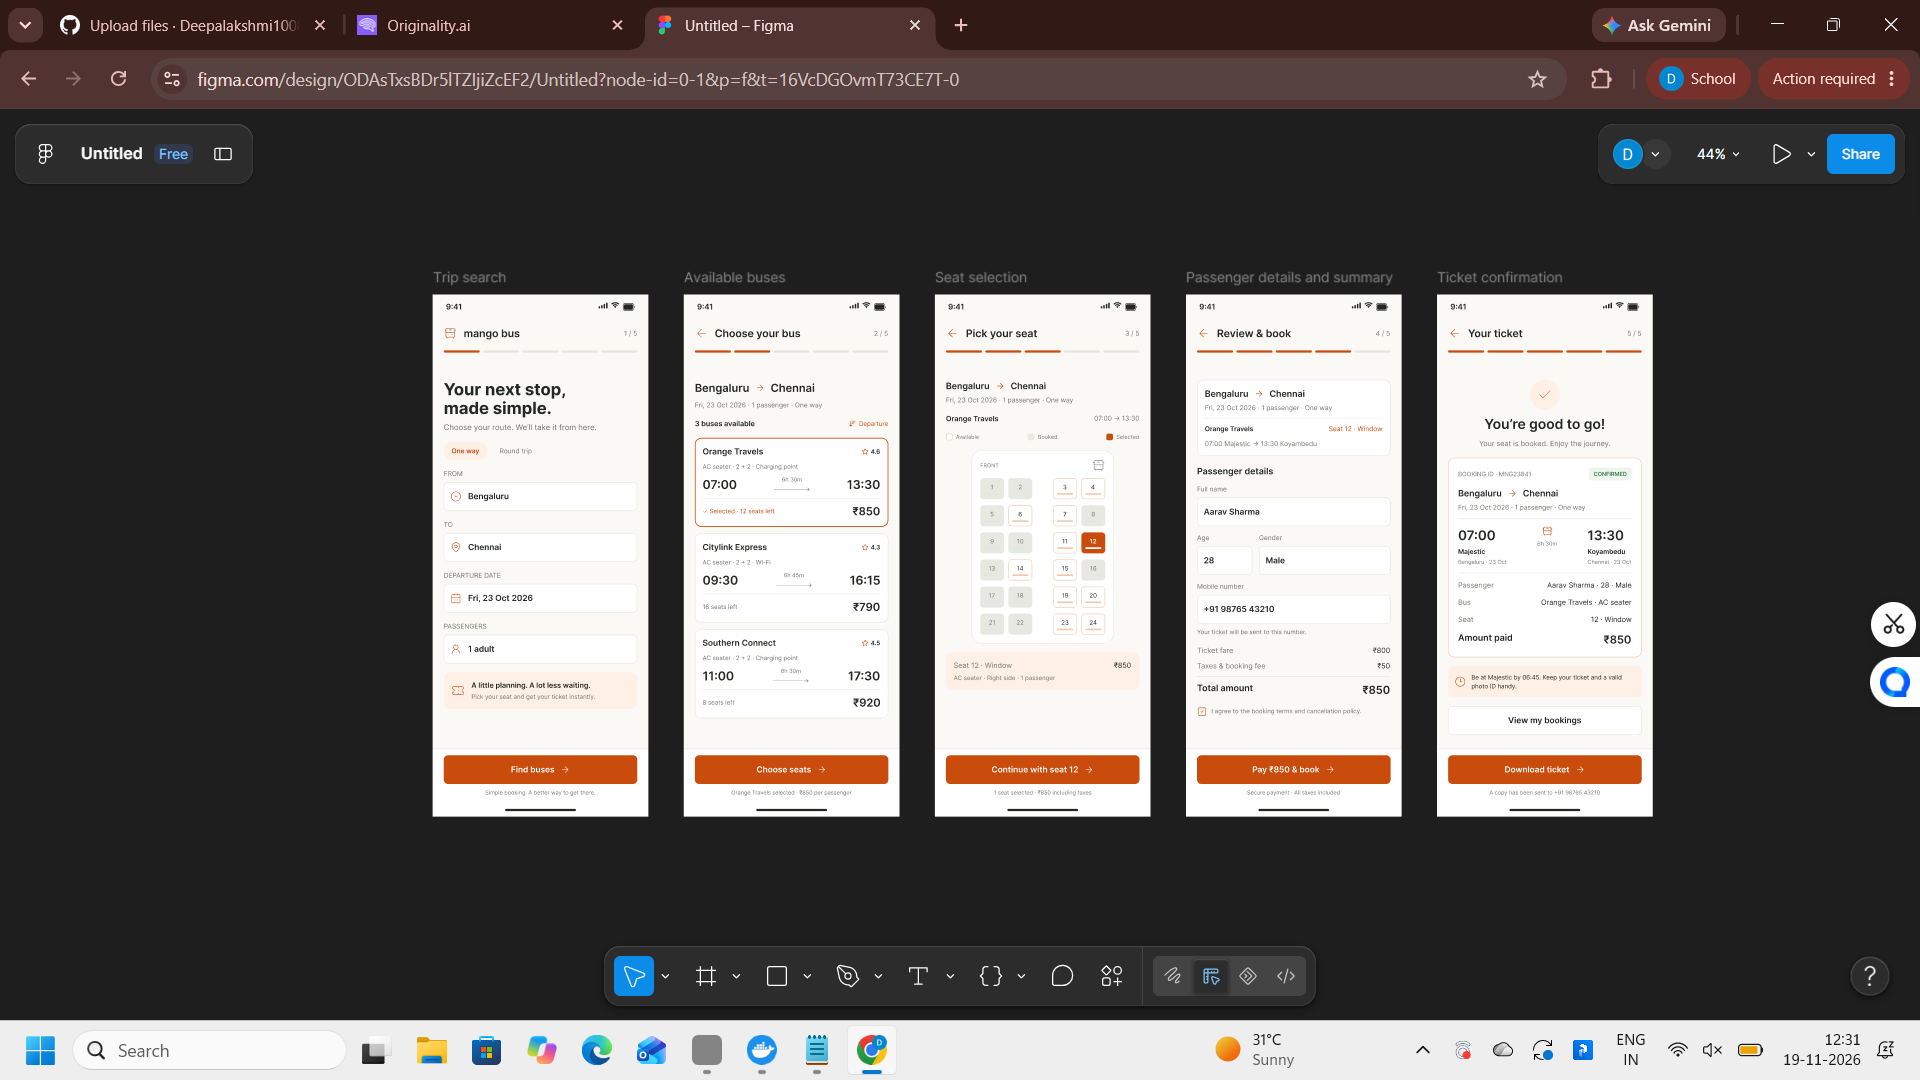 Upload files · Deepalakshmi100
Originality.ai
Untitled – Figma
Ask Gemini
figma.com/design/ODAsTxsBDr5lTZIjiZcEF2/Untitled?node-id=0-1&p=f&t=16VcDGOvmT73CE7T-0
D School
Action required
Untitled Free
D
44%
Share
Trip search
9:41
mango bus 1 / 5
Your next stop,
made simple.
Choose your route. We'll take it from here.
One way Round trip
FROM
Bengaluru
TO
Chennai
DEPARTURE DATE
Fri, 23 Oct 2026
PASSENGERS
1 adult
A little planning. A lot less waiting.
Pick your seat and get your ticket instantly.
Find buses →
Simple booking. A better way to get there.
Available buses
9:41
← Choose your bus 2 / 5
Bengaluru → Chennai
Fri, 23 Oct 2026 · 1 passenger · One way
3 buses available Departure
Orange Travels 4.6
AC seater · 2 + 2 · Charging point
07:00 6h 30m 13:30
✓ Selected · 12 seats left ₹850
Citylink Express 4.3
AC seater · 2 + 2 · Wi-Fi
09:30 6h 45m 16:15
16 seats left ₹790
Southern Connect 4.5
AC seater · 2 + 2 · Charging point
11:00 6h 30m 17:30
8 seats left ₹920
Choose seats →
Orange Travels selected · ₹850 per passenger
Seat selection
9:41
← Pick your seat 3 / 5
Bengaluru → Chennai
Fri, 23 Oct 2026 · 1 passenger · One way
Orange Travels 07:00 → 13:30
Available Booked Selected
FRONT
1 2 3 4
5 6 7 8
9 10 11 12
13 14 15 16
17 18 19 20
21 22 23 24
Seat 12 · Window ₹850
AC seater · Right side · 1 passenger
Continue with seat 12 →
1 seat selected · ₹850 including taxes
Passenger details and summary
9:41
← Review & book 4 / 5
Bengaluru → Chennai
Fri, 23 Oct 2026 · 1 passenger · One way
Orange Travels Seat 12 · Window
07:00 Majestic → 13:30 Koyambedu
Passenger details
Full name
Aarav Sharma
Age Gender
28 Male
Mobile number
+91 98765 43210
Your ticket will be sent to this number.
Ticket fare ₹800
Taxes & booking fee ₹50
Total amount ₹850
I agree to the booking terms and cancellation policy.
Pay ₹850 & book →
Secure payment · All taxes included
Ticket confirmation
9:41
← Your ticket 5 / 5
You're good to go!
Your seat is booked. Enjoy the journey.
BOOKING ID · MNG23841 CONFIRMED
Bengaluru → Chennai
Fri, 23 Oct 2026 · 1 passenger · One way
07:00 13:30
Majestic 6h 30m Koyambedu
Bengaluru · 23 Oct Chennai · 23 Oct
Passenger Aarav Sharma · 28 · Male
Bus Orange Travels · AC seater
Seat 12 · Window
Amount paid ₹850
Be at Majestic by 06:45. Keep your ticket and a valid
photo ID handy.
View my bookings
Download ticket →
A copy has been sent to +91 98765 43210
?
Search
31°C
Sunny
ENG
IN
12:31
19-11-2026